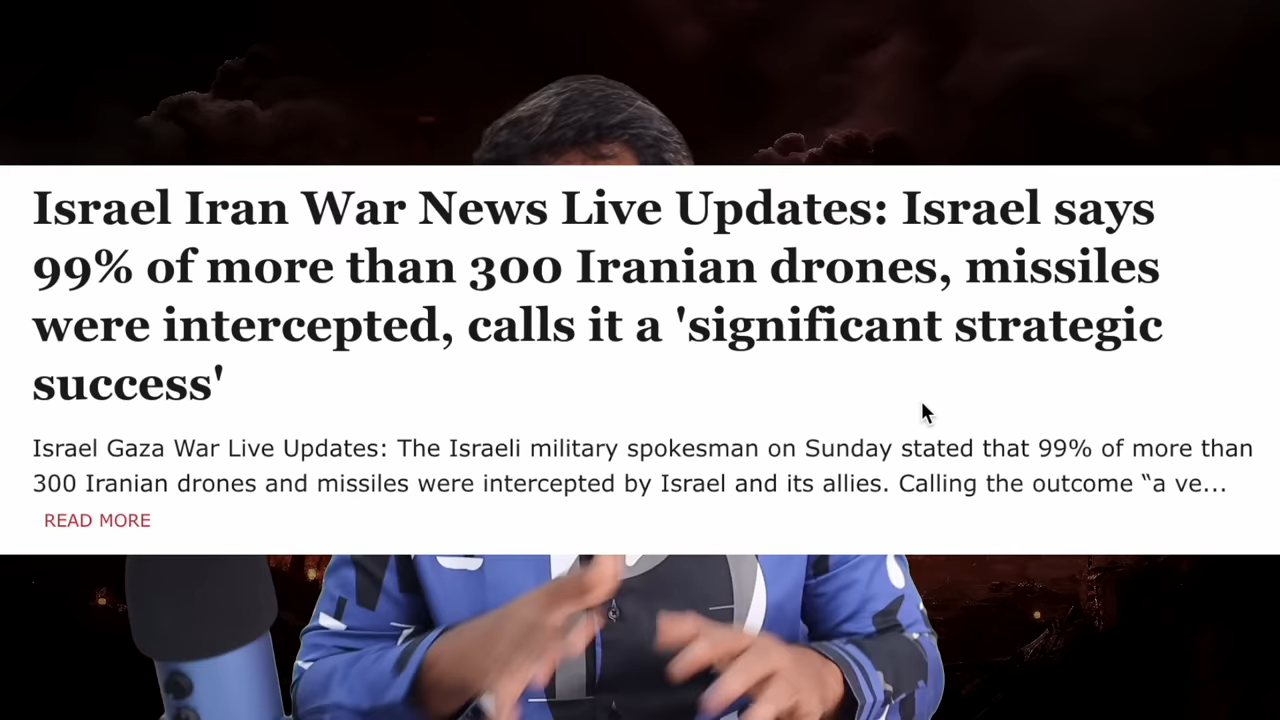 Israel Iran War News Live Updates: Israel says
99% of more than 300 Iranian drones, missiles
were intercepted, calls it a 'significant strategic
success'
Israel Gaza War Live Updates: The Israeli military spokesman on Sunday stated that 99% of more than
300 Iranian drones and missiles were intercepted by Israel and its allies. Calling the outcome “a ve...
READ MORE